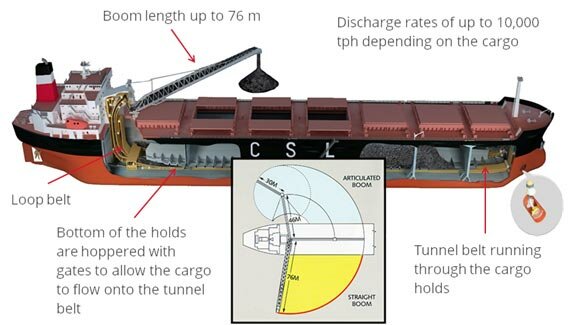 Boom length up to 76 m
Discharge rates of up to 10,000
tph depending on the cargo
CSL
Loop belt
Bottom of the holds
are hoppered with
gates to allow the cargo
to flow onto the tunnel
belt
30M
ARTICULATED
BOOM
46M
76M
STRAIGHT
BOOM
Tunnel belt running
through the cargo
holds